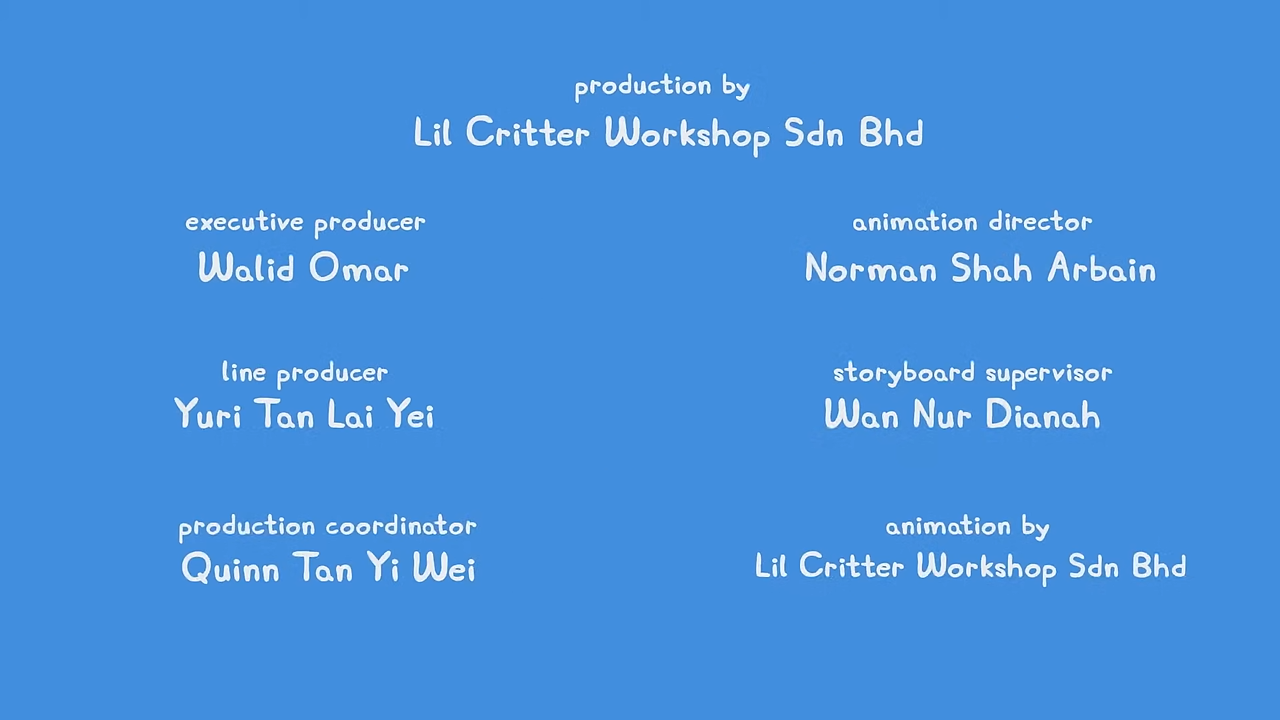 production by
Lil Critter Workshop Sdn Bhd
executive producer
Walid Omar
animation director
Norman Shah Arbain
line producer
Yuri Tan Lai Yei
storyboard supervisor
Wan Nur Dianah
production coordinator
Quinn Tan Yi Wei
animation by
Lil Critter Workshop Sdn Bhd